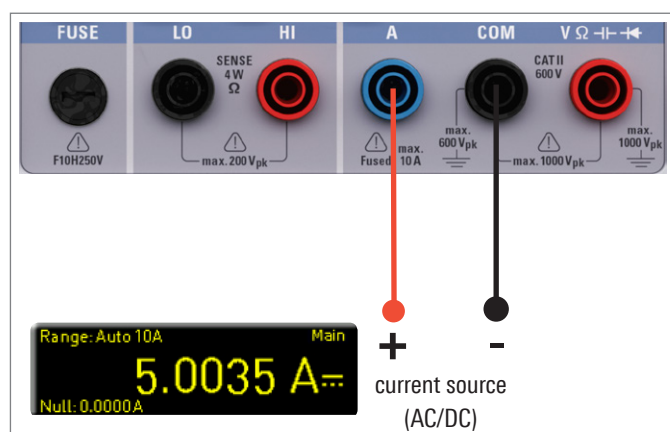 FUSE LO HI A COM V Ω ⊣⊢ ⯈|
SENSE
4 W
Ω
CAT II
600 V
F10H250V
max. 200 Vpk
max.
Fused 10 A
max.
600 Vpk
max. 1000 Vpk
max.
1000 Vpk
Range: Auto 10A Main
5.0035 A
Null: 0.0000A
+ -
current source
(AC/DC)